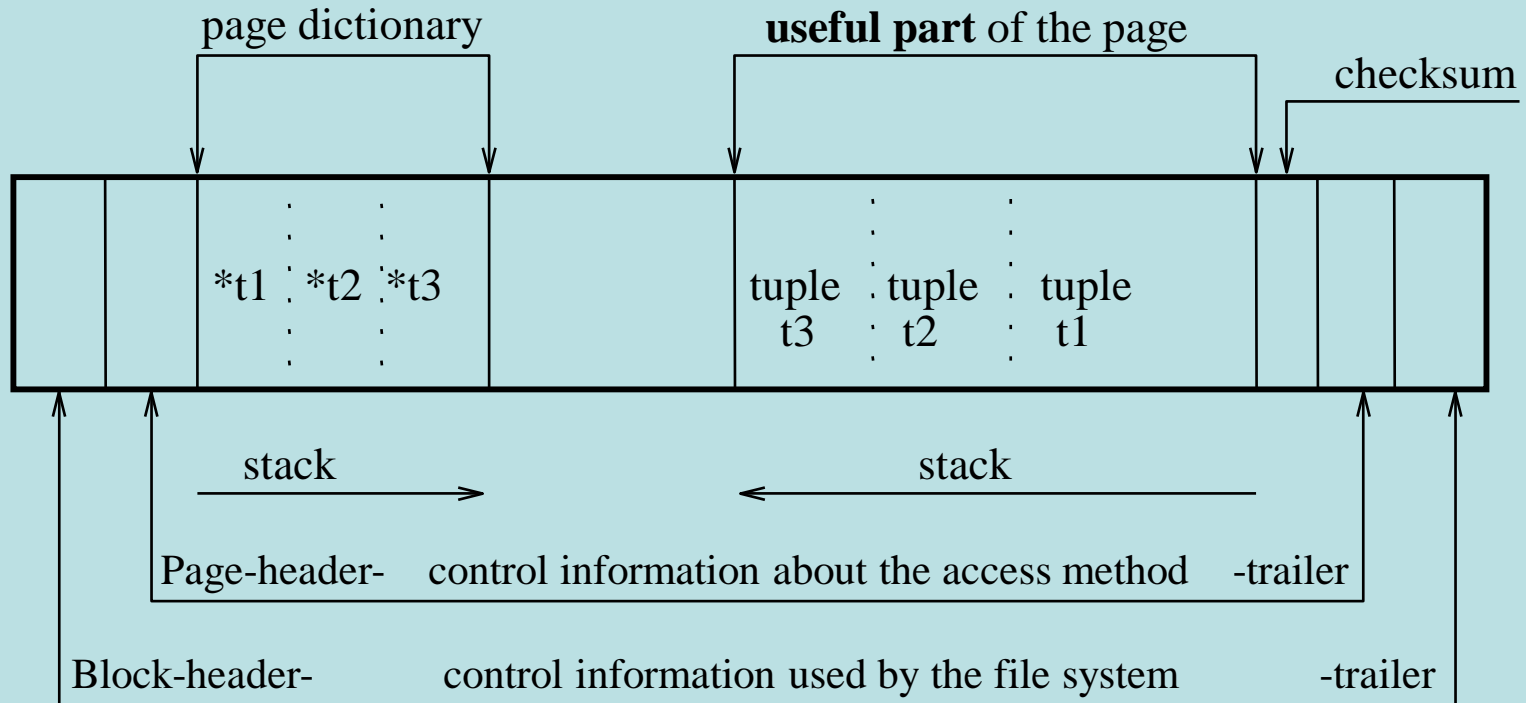 page dictionary
useful part of the page
checksum
*t1 *t2 *t3
tuple tuple tuple
t3 t2 t1
stack stack
Page-header- control information about the access method -trailer
Block-header- control information used by the file system -trailer